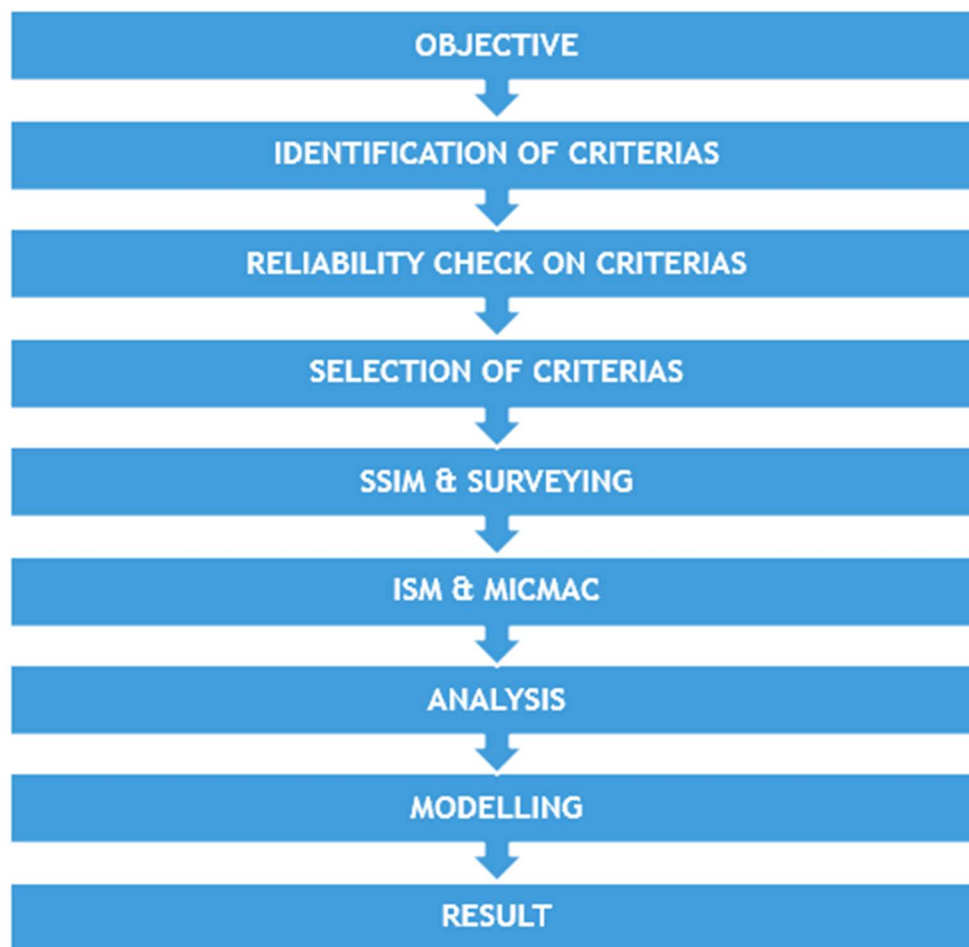 OBJECTIVE
IDENTIFICATION OF CRITERIAS
RELIABILITY CHECK ON CRITERIAS
SELECTION OF CRITERIAS
SSIM & SURVEYING
ISM & MICMAC
ANALYSIS
MODELLING
RESULT